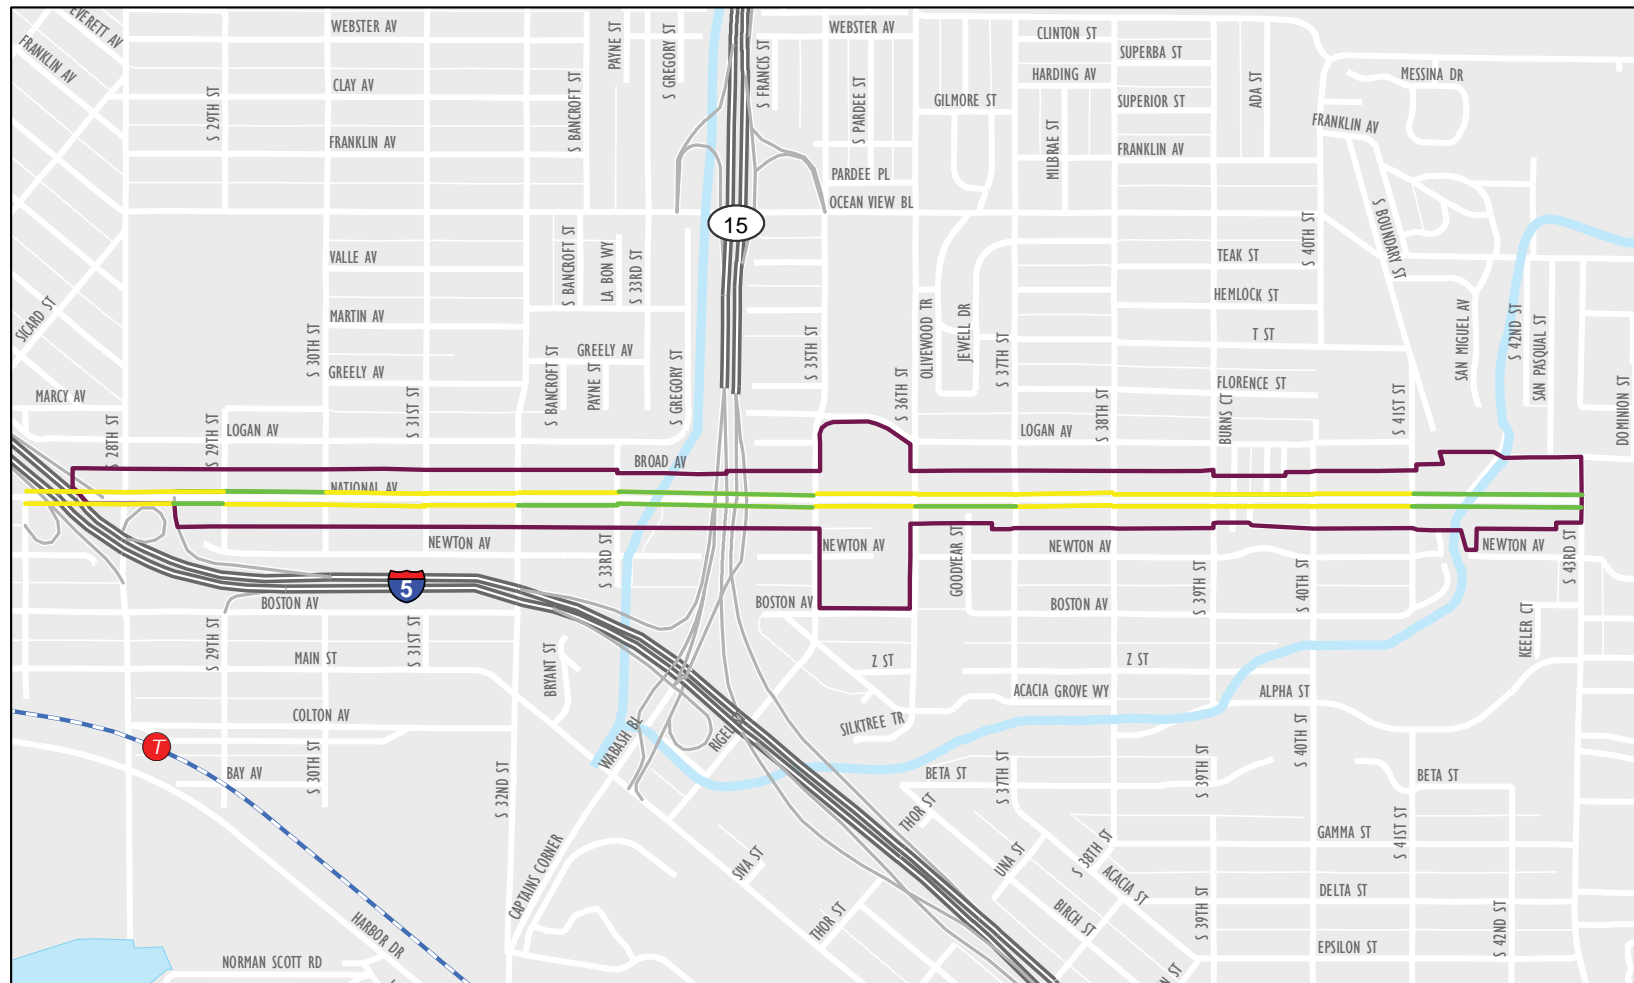 EVERETT AV
WEBSTER AV
PAYNE ST
S GREGORY ST
WEBSTER AV
CLINTON ST
SUPERBA ST
FRANKLIN AV
CLAY AV
S 29TH ST
S BANCROFT ST
S FRANCIS ST
S PARDEE ST
GILMORE ST
HARDING AV
SUPERIOR ST
ADA ST
MESSINA DR
FRANKLIN AV
FRANKLIN AV
MILBRAE ST
FRANKLIN AV
PARDEE PL
OCEAN VIEW BL
15
S BANCROFT ST
LA BON WY
S 33RD ST
VALLE AV
TEAK ST
S 40TH ST
S BOUNDARY ST
HEMLOCK ST
SICARD ST
MARTIN AV
S 30TH ST
GREELY AV
GREELY AV
S BANCROFT ST
PAYNE ST
S GREGORY ST
S 35TH ST
S 36TH ST
OLIVEWOOD TR
JEWELL DR
S 37TH ST
T ST
SAN MIGUEL AV
S 42ND ST
SAN PASQUAL ST
FLORENCE ST
MARCY AV
S 28TH ST
S 29TH ST
LOGAN AV
S 31ST ST
LOGAN AV
S 38TH ST
BURNS CT
S 41ST ST
DOMINION ST
BROAD AV
NATIONAL AV
NEWTON AV
S 33RD ST
NEWTON AV
GOODYEAR ST
NEWTON AV
S 39TH ST
S 40TH ST
NEWTON AV
S 43RD ST
5
BOSTON AV
BOSTON AV
BOSTON AV
KEELER CT
S 29TH ST
MAIN ST
S 31ST ST
BRYANT ST
Z ST
Z ST
ACACIA GROVE WY
ALPHA ST
COLTON AV
WABASH BL
SILKTREE TR
S 40TH ST
T
BAY AV
S 30TH ST
S 32ND ST
BETA ST
S 37TH ST
S 39TH ST
BETA ST
THOR ST
S 41ST ST
GAMMA ST
CAPTAINS CORNER
SIVA ST
UNA ST
S 38TH ST
ACACIA ST
DELTA ST
HARBOR DR
THOR ST
BIRCH ST
S 39TH ST
S 42ND ST
EPSILON ST
NORMAN SCOTT RD